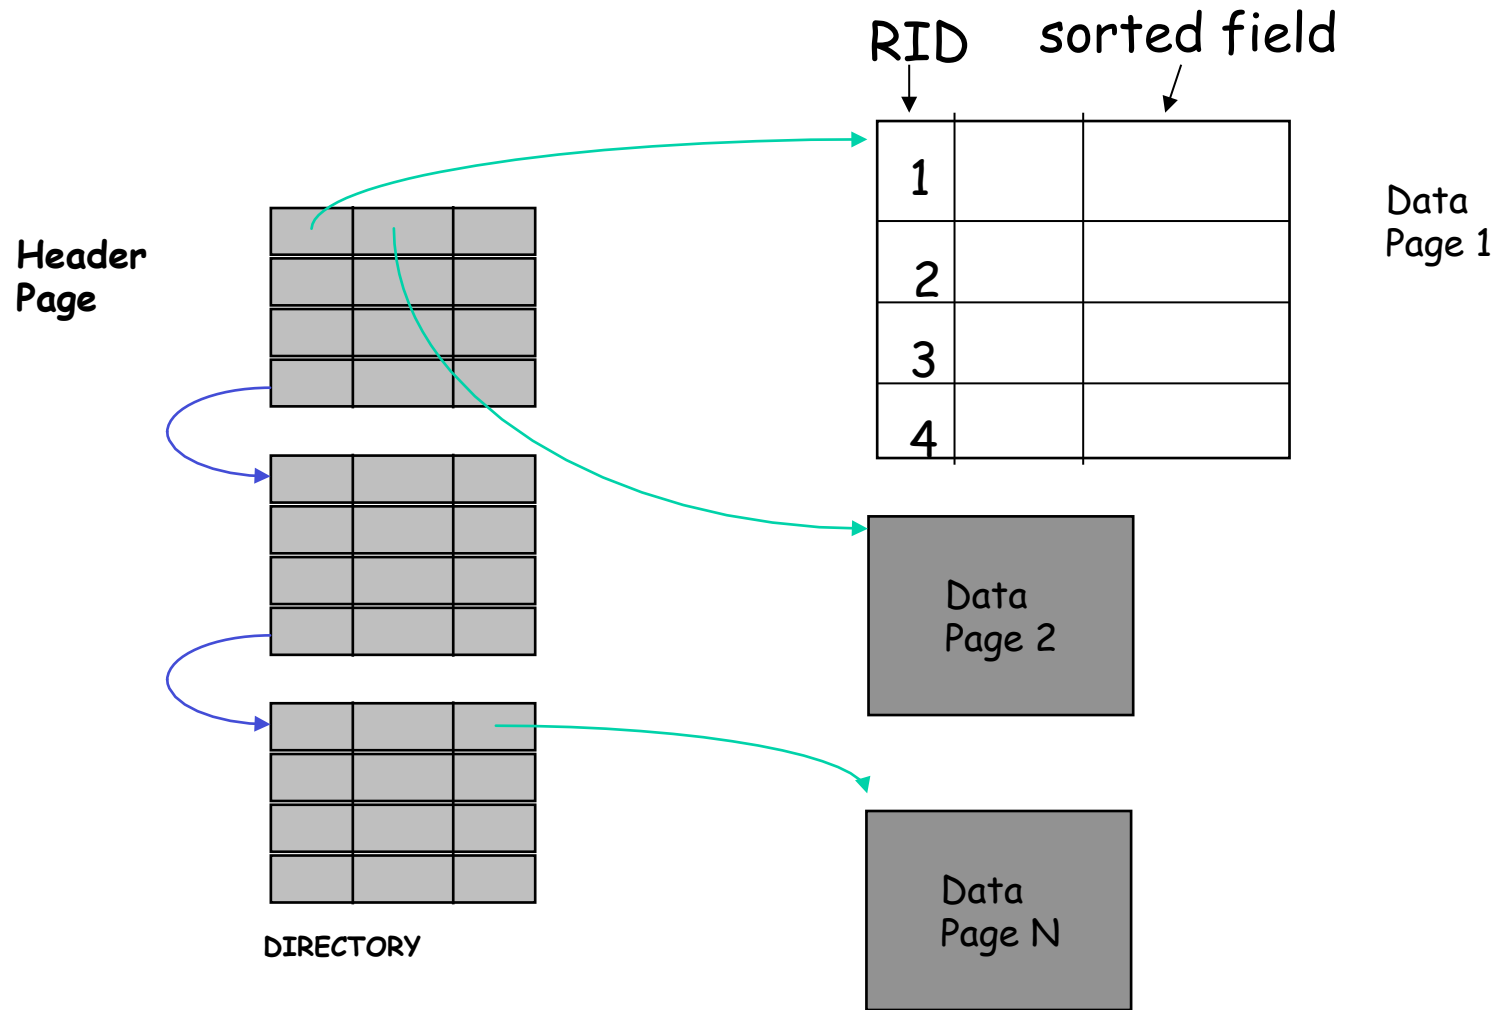 RID
sorted field
Header
Page
1
2
3
4
Data
Page 1
Data
Page 2
Data
Page N
DIRECTORY